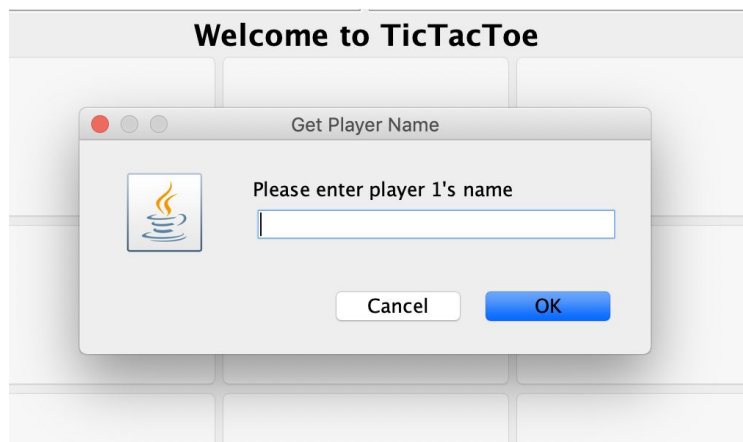 Welcome to TicTacToe
Get Player Name
Please enter player 1's name
Cancel
OK